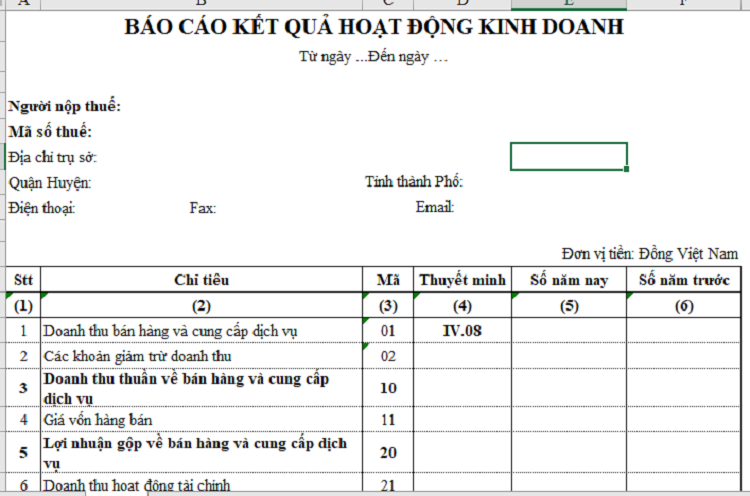 A B C D E F
BÁO CÁO KẾT QUẢ HOẠT ĐỘNG KINH DOANH
Từ ngày ...Đến ngày ...
Người nộp thuế:
Mã số thuế:
Địa chỉ trụ sở:
Quận Huyện: Tỉnh thành Phố:
Điện thoại: Fax: Email:
Đơn vị tiền: Đồng Việt Nam
Stt Chỉ tiêu Mã Thuyết minh Số năm nay Số năm trước
(1) (2) (3) (4) (5) (6)
1 Doanh thu bán hàng và cung cấp dịch vụ 01 IV.08
2 Các khoản giảm trừ doanh thu 02
3 Doanh thu thuần về bán hàng và cung cấp
dịch vụ 10
4 Giá vốn hàng bán 11
5 Lợi nhuận gộp về bán hàng và cung cấp dịch
vụ 20
6 Doanh thu hoạt động tài chính 21